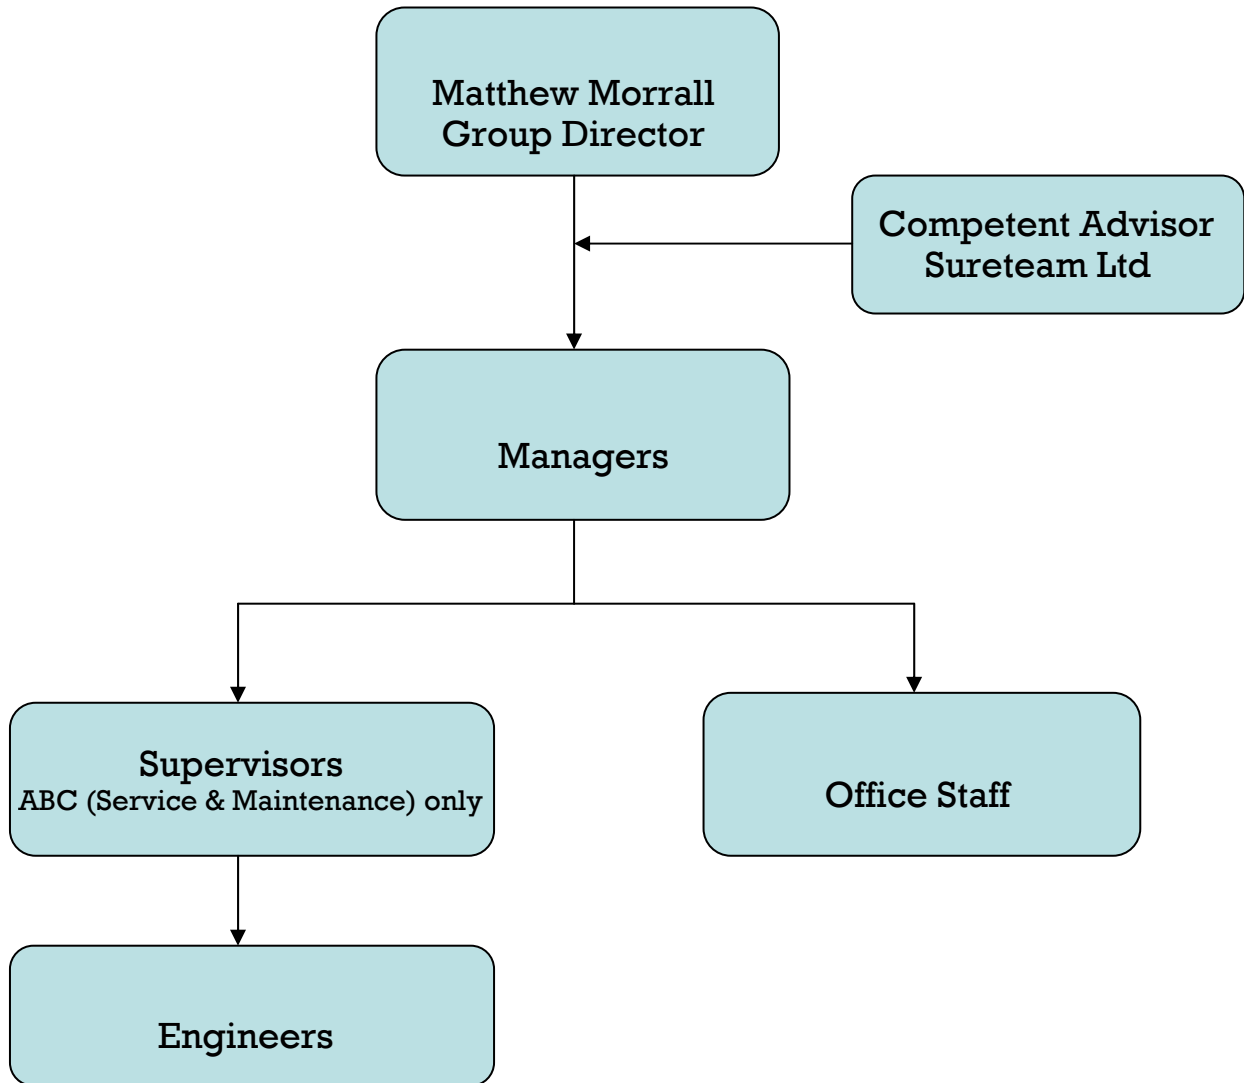 Matthew Morrall
Group Director
Competent Advisor
Sureteam Ltd
Managers
Supervisors
ABC (Service & Maintenance) only
Office Staff
Engineers